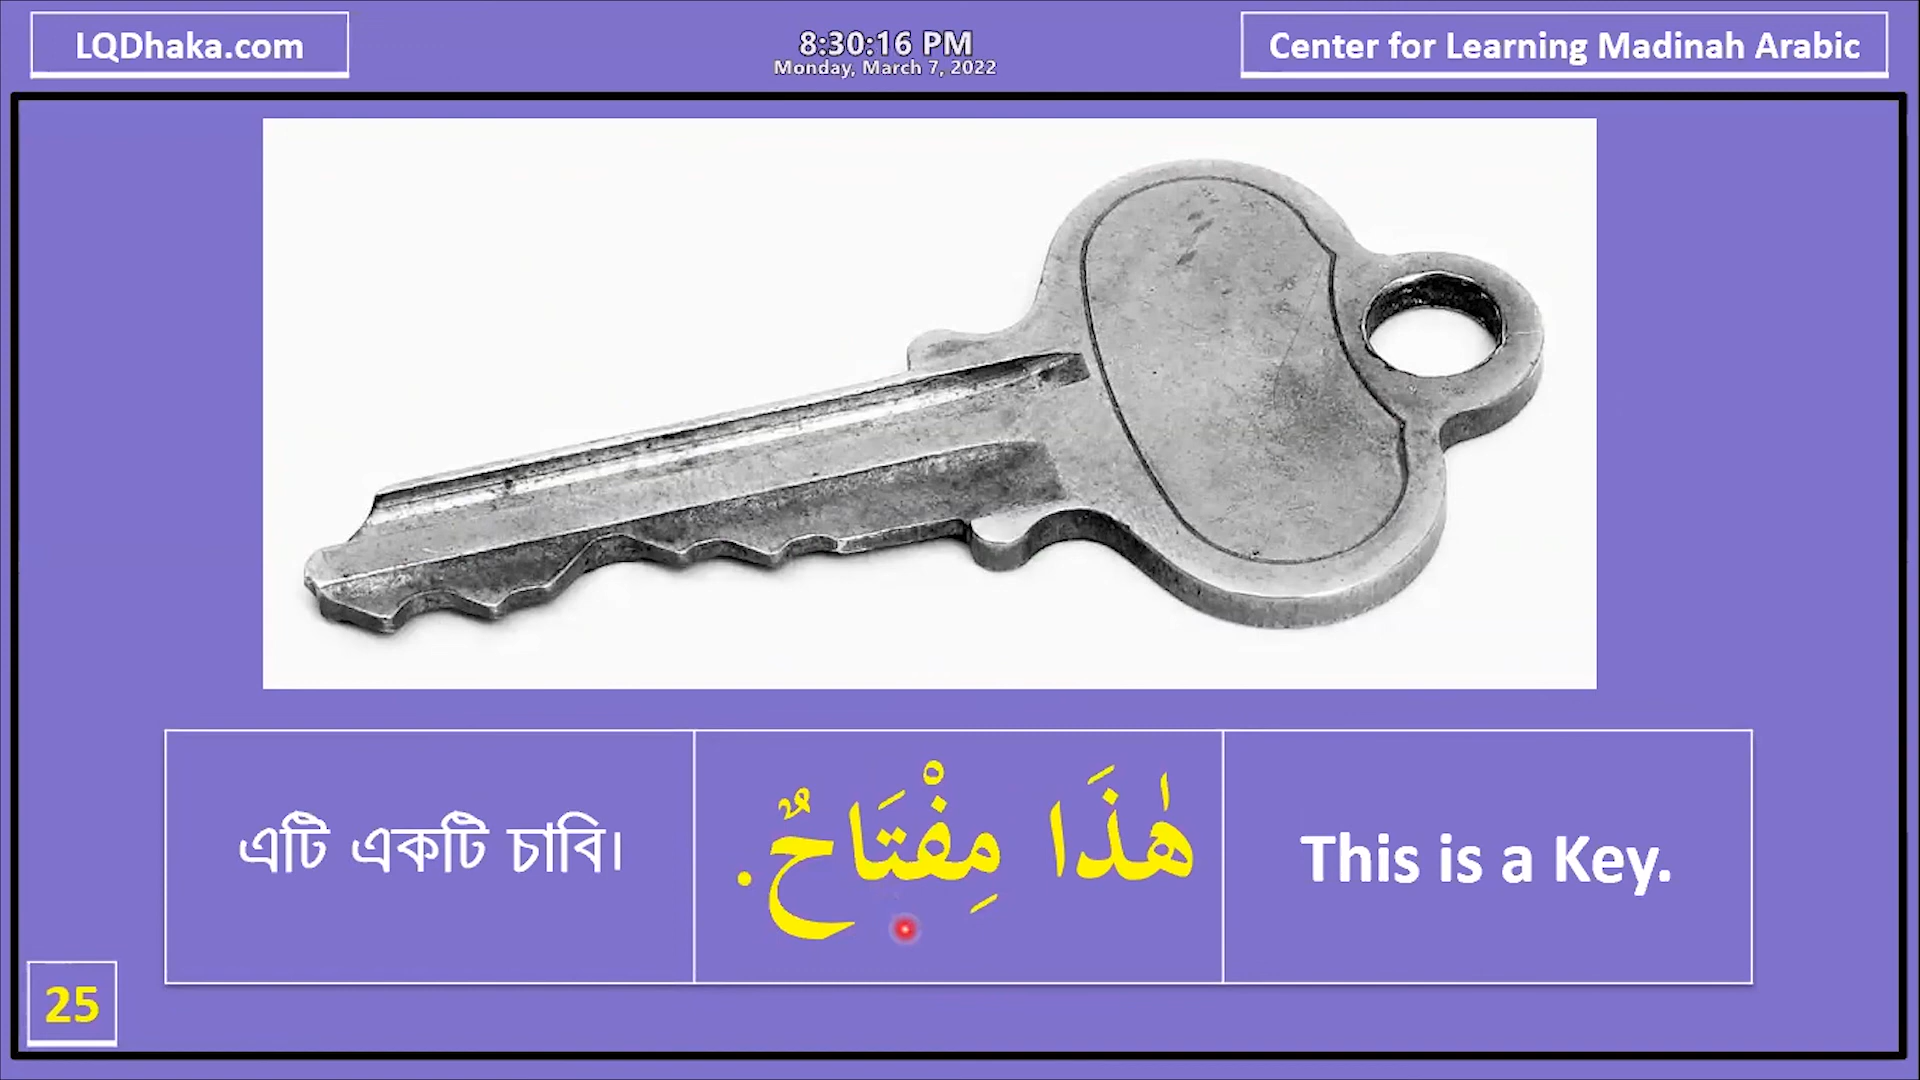 LQDhaka.com
8:30:16 PM
Monday, March 7, 2022
Center for Learning Madinah Arabic
এটি একটি চাবি।
هٰذَا مِفْتَاحٌ.
This is a Key.
25